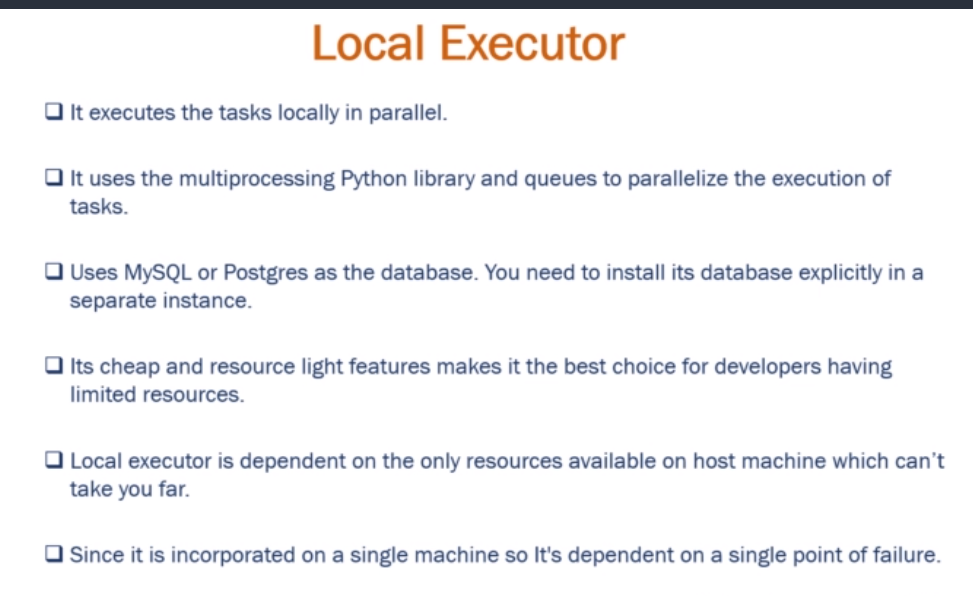 Local Executor
It executes the tasks locally in parallel.
It uses the multiprocessing Python library and queues to parallelize the execution of
tasks.
Uses MySQL or Postgres as the database. You need to install its database explicitly in a
separate instance.
Its cheap and resource light features makes it the best choice for developers having
limited resources.
Local executor is dependent on the only resources available on host machine which can't
take you far.
Since it is incorporated on a single machine so It's dependent on a single point of failure.